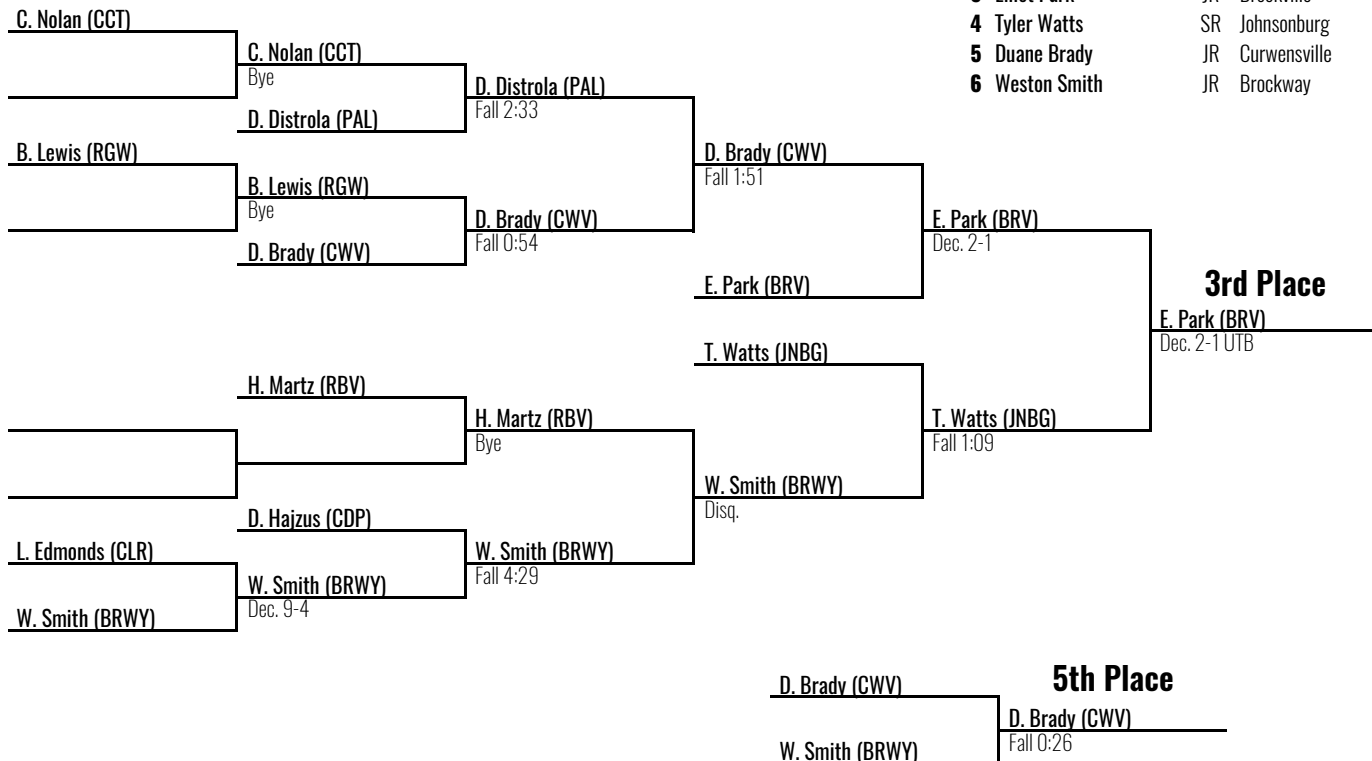 C. Nolan (CCT)
C. Nolan (CCT)
Bye
D. Distrola (PAL)
D. Distrola (PAL)
Fall 2:33
B. Lewis (RGW)
B. Lewis (RGW)
Bye
D. Brady (CWV)
D. Brady (CWV)
Fall 0:54
D. Brady (CWV)
Fall 1:51
E. Park (BRV)
E. Park (BRV)
Dec. 2-1
3rd Place
E. Park (BRV)
Dec. 2-1 UTB
T. Watts (JNBG)
T. Watts (JNBG)
Fall 1:09
H. Martz (RBV)
H. Martz (RBV)
Bye
W. Smith (BRWY)
Disq.
D. Hajzus (CDP)
L. Edmonds (CLR)
W. Smith (BRWY)
Fall 4:29
W. Smith (BRWY)
Dec. 9-4
W. Smith (BRWY)
4 Tyler Watts SR Johnsonburg
5 Duane Brady JR Curwensville
6 Weston Smith JR Brockway
5th Place
D. Brady (CWV)
D. Brady (CWV)
Fall 0:26
W. Smith (BRWY)